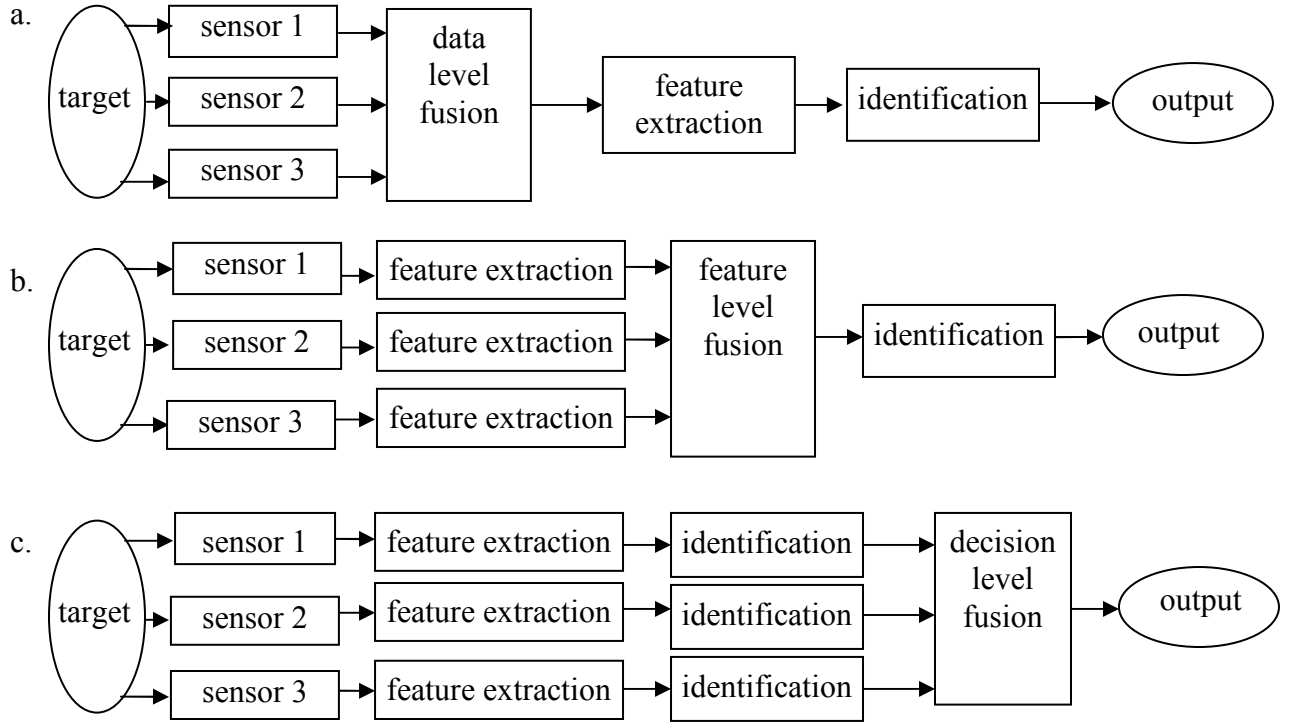 a.
target
sensor 1
sensor 2
sensor 3
data
level
fusion
feature
extraction
identification
output
b.
target
sensor 1
sensor 2
sensor 3
feature extraction
feature extraction
feature extraction
feature
level
fusion
identification
output
c.
target
sensor 1
sensor 2
sensor 3
feature extraction
feature extraction
feature extraction
identification
identification
identification
decision
level
fusion
output